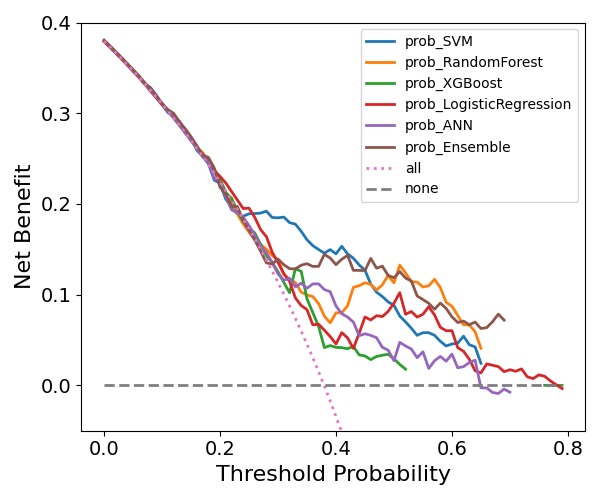 0.4
0.3
0.2
0.1
0.0
Net Benefit
prob_SVM
prob_RandomForest
prob_XGBoost
prob_LogisticRegression
prob_ANN
prob_Ensemble
all
none
0.0 0.2 0.4 0.6 0.8
Threshold Probability